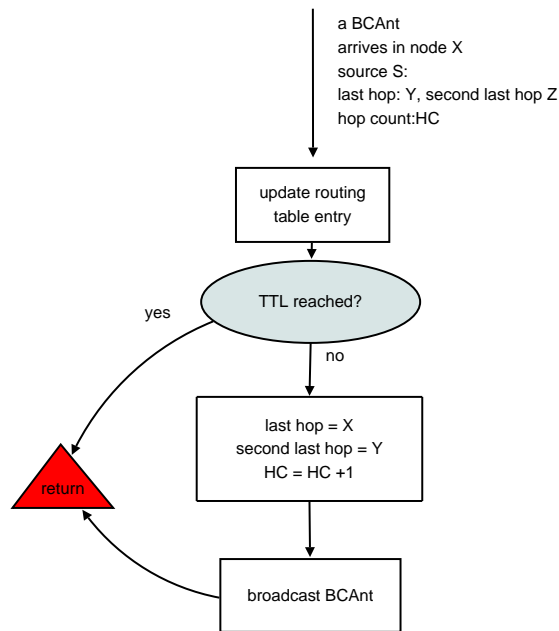 a BCAnt
arrives in node X
source S:
last hop: Y, second last hop Z
hop count:HC
update routing
table entry
TTL reached?
yes
no
last hop = X
second last hop = Y
HC = HC +1
return
broadcast BCAnt